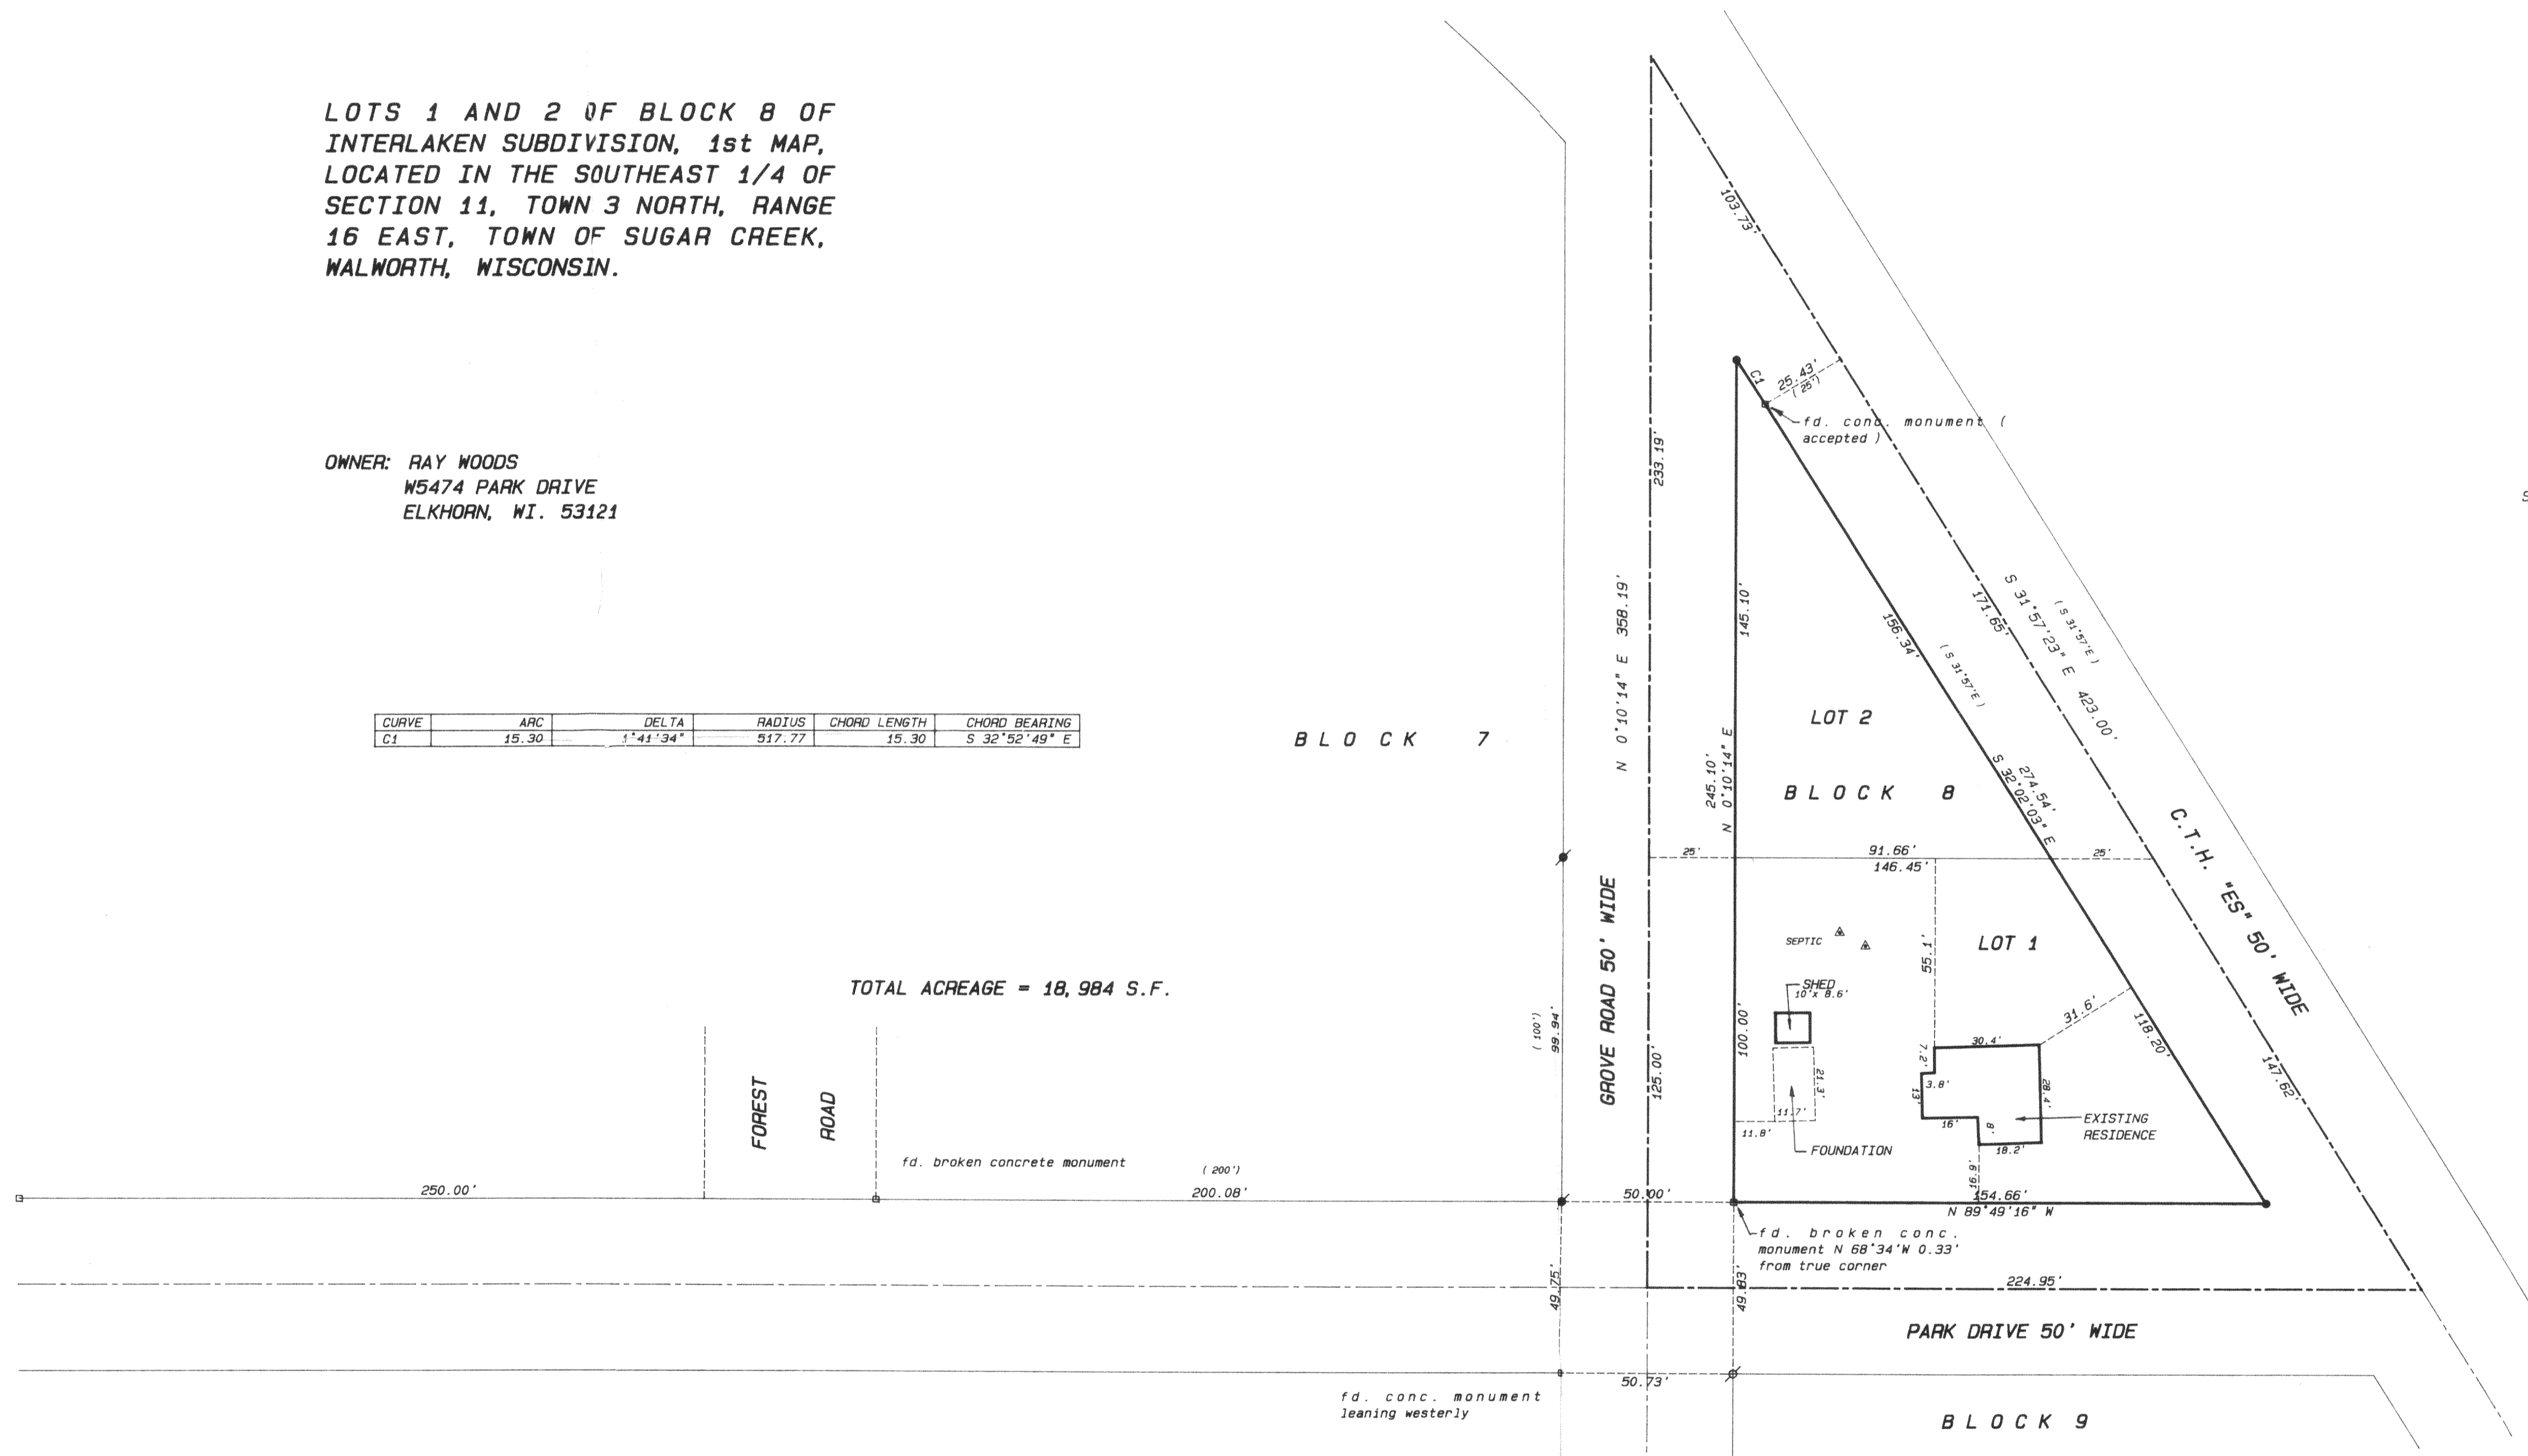 LOTS 1 AND 2 OF BLOCK 8 OF
INTERLAKEN SUBDIVISION, 1st MAP,
LOCATED IN THE SOUTHEAST 1/4 OF
SECTION 11, TOWN 3 NORTH, RANGE
16 EAST, TOWN OF SUGAR CREEK,
WALWORTH, WISCONSIN.
OWNER: RAY WOODS
W5474 PARK DRIVE
ELKHORN, WI. 53121
CURVE ARC DELTA RADIUS CHORD LENGTH CHORD BEARING
C1 15.30 1°41'34" 517.77 15.30 S 32°52'49" E
BLOCK 7
TOTAL ACREAGE = 18,984 S.F.
FOREST
ROAD
fd. broken concrete monument
(200')
250.00'
200.08'
(100')
99.94'
GROVE ROAD 50' WIDE
N 0°10'14" E 358.19'
233.19'
125.00'
103.73'
C1
25.43'
(25')
fd. conc. monument (
accepted )
145.10'
245.10'
N 0°10'14" E
156.34'
(S 31°57'E)
171.65'
S 31°57'23" E 423.00'
(S 31°57'E)
LOT 2
BLOCK 8
274.54'
S 32°02'03" E
C.T.H. "ES" 50' WIDE
25'
91.66'
146.45'
25'
SEPTIC
55.1'
LOT 1
SHED
10'x 8.6'
100.00'
31.6'
118.20'
147.62'
30.4'
7.2'
3.8'
13'
28.4'
16'
8'
18.2'
21.3'
11.7'
11.8'
EXISTING
RESIDENCE
FOUNDATION
16.9'
50.00'
154.66'
N 89°49'16" W
fd. broken conc.
monument N 68°34'W 0.33'
from true corner
49.75'
49.83'
224.95'
PARK DRIVE 50' WIDE
50.73'
fd. conc. monument
leaning westerly
BLOCK 9
S